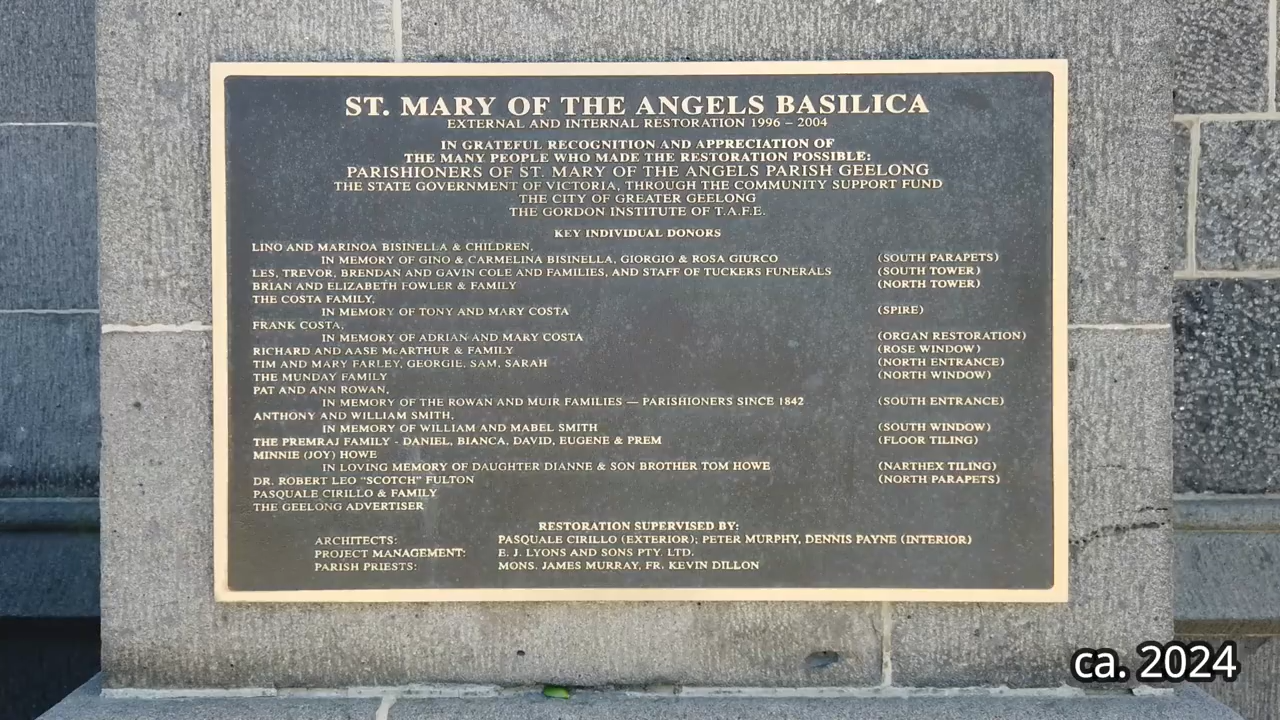 ST. MARY OF THE ANGELS BASILICA
EXTERNAL AND INTERNAL RESTORATION 1996 – 2004
IN GRATEFUL RECOGNITION AND APPRECIATION OF
THE MANY PEOPLE WHO MADE THE RESTORATION POSSIBLE:
PARISHIONERS OF ST. MARY OF THE ANGELS PARISH GEELONG
THE STATE GOVERNMENT OF VICTORIA, THROUGH THE COMMUNITY SUPPORT FUND
THE CITY OF GREATER GEELONG
THE GORDON INSTITUTE OF T.A.F.E.
KEY INDIVIDUAL DONORS
LINO AND MARINOA BISINELLA & CHILDREN,
IN MEMORY OF GINO & CARMELINA BISINELLA, GIORGIO & ROSA GIURCO (SOUTH PARAPETS)
LES, TREVOR, BRENDAN AND GAVIN COLE AND FAMILIES, AND STAFF OF TUCKERS FUNERALS (SOUTH TOWER)
BRIAN AND ELIZABETH FOWLER & FAMILY (NORTH TOWER)
THE COSTA FAMILY,
IN MEMORY OF TONY AND MARY COSTA (SPIRE)
FRANK COSTA,
IN MEMORY OF ADRIAN AND MARY COSTA (ORGAN RESTORATION)
RICHARD AND AASE McARTHUR & FAMILY (ROSE WINDOW)
TIM AND MARY FARLEY, GEORGIE, SAM, SARAH (NORTH ENTRANCE)
THE MUNDAY FAMILY (NORTH WINDOW)
PAT AND ANN ROWAN,
IN MEMORY OF THE ROWAN AND MUIR FAMILIES — PARISHIONERS SINCE 1842 (SOUTH ENTRANCE)
ANTHONY AND WILLIAM SMITH,
IN MEMORY OF WILLIAM AND MABEL SMITH (SOUTH WINDOW)
THE PREMRAJ FAMILY - DANIEL, BIANCA, DAVID, EUGENE & PREM (FLOOR TILING)
MINNIE (JOY) HOWE
IN LOVING MEMORY OF DAUGHTER DIANNE & SON BROTHER TOM HOWE (NARTHEX TILING)
DR. ROBERT LEO "SCOTCH" FULTON (NORTH PARAPETS)
PASQUALE CIRILLO & FAMILY
THE GEELONG ADVERTISER
RESTORATION SUPERVISED BY:
ARCHITECTS: PASQUALE CIRILLO (EXTERIOR); PETER MURPHY, DENNIS PAYNE (INTERIOR)
PROJECT MANAGEMENT: E. J. LYONS AND SONS PTY. LTD.
PARISH PRIESTS: MONS. JAMES MURRAY, FR. KEVIN DILLON
ca. 2024